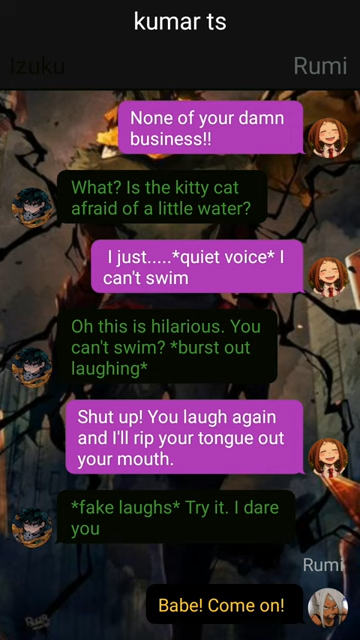 kumar ts
Izuku
Rumi
None of your damn
business!!
What? Is the kitty cat
afraid of a little water?
I just.....*quiet voice* I
can't swim
Oh this is hilarious. You
can't swim? *burst out
laughing*
Shut up! You laugh again
and I'll rip your tongue out
your mouth.
*fake laughs* Try it. I dare
you
Rumi
Babe! Come on!